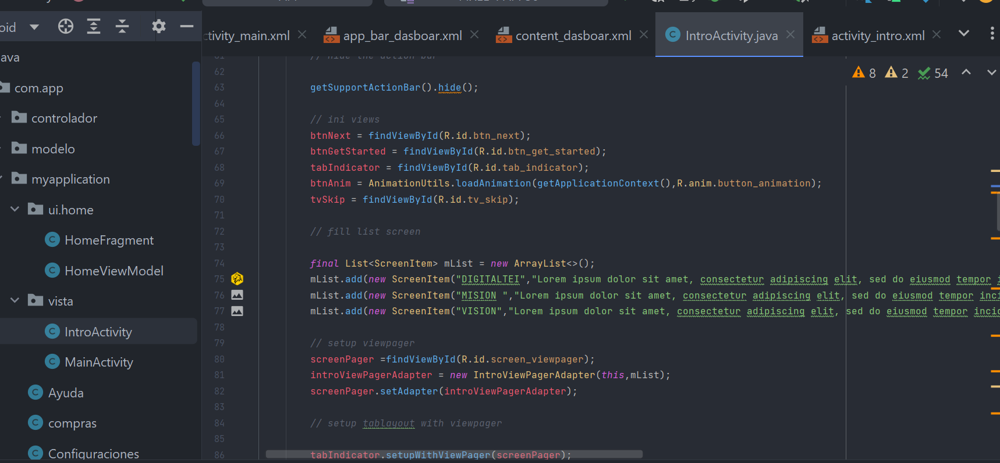 oid
ctivity_main.xml
app_bar_dasboar.xml
content_dasboar.xml
IntroActivity.java
activity_intro.xml
8 2 54
ava
com.app
controlador
modelo
myapplication
ui.home
HomeFragment
HomeViewModel
vista
IntroActivity
MainActivity
Ayuda
compras
Configuraciones
61 // hide the action bar
62
63 getSupportActionBar().hide();
64
65 // ini views
66 btnNext = findViewById(R.id.btn_next);
67 btnGetStarted = findViewById(R.id.btn_get_started);
68 tabIndicator = findViewById(R.id.tab_indicator);
69 btnAnim = AnimationUtils.loadAnimation(getApplicationContext(),R.anim.button_animation);
70 tvSkip = findViewById(R.id.tv_skip);
71
72 // fill list screen
73
74 final List<ScreenItem> mList = new ArrayList<>();
75 mList.add(new ScreenItem("DIGITALTEI","Lorem ipsum dolor sit amet, consectetur adipiscing elit, sed do eiusmod tempor i
76 mList.add(new ScreenItem("MISION ","Lorem ipsum dolor sit amet, consectetur adipiscing elit, sed do eiusmod tempor inci
77 mList.add(new ScreenItem("VISION","Lorem ipsum dolor sit amet, consectetur adipiscing elit, sed do eiusmod tempor incid
78
79 // setup viewpager
80 screenPager =findViewById(R.id.screen_viewpager);
81 introViewPagerAdapter = new IntroViewPagerAdapter(this,mList);
82 screenPager.setAdapter(introViewPagerAdapter);
83
84 // setup tablayout with viewpager
85
86 tabIndicator.setupWithViewPager(screenPager);